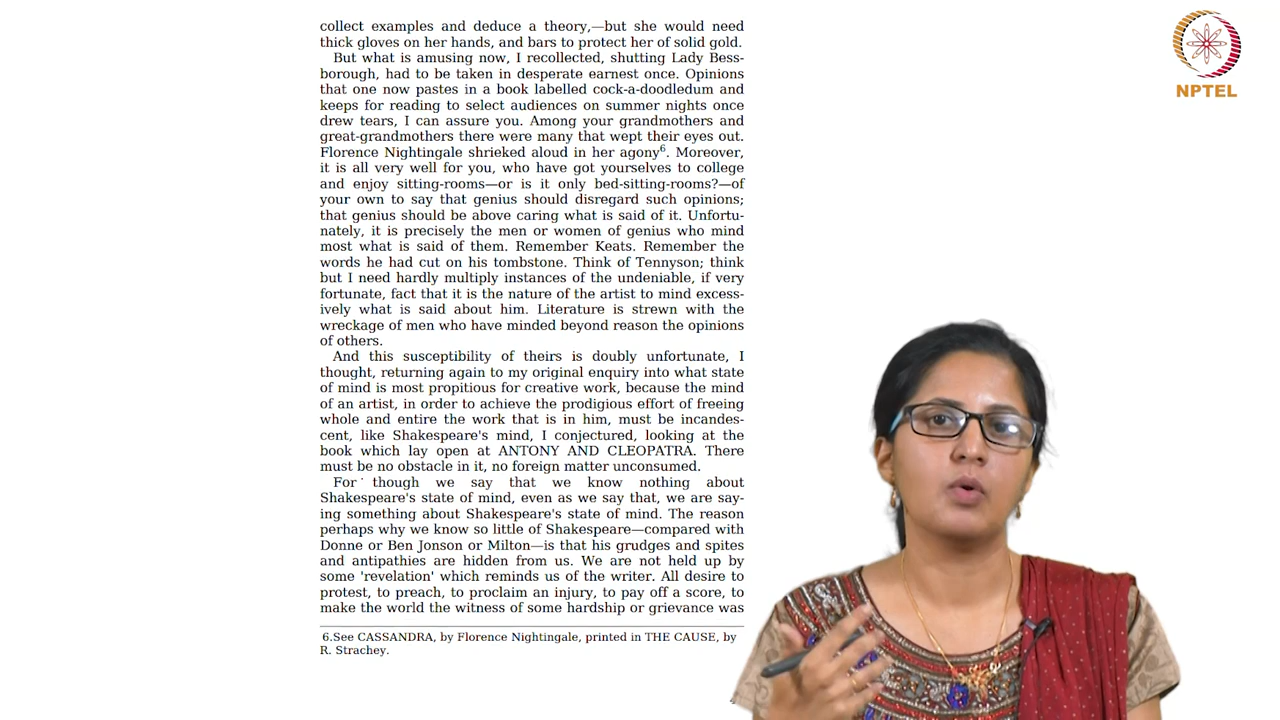 collect examples and deduce a theory,—but she would need
thick gloves on her hands, and bars to protect her of solid gold.
But what is amusing now, I recollected, shutting Lady Bess-
borough, had to be taken in desperate earnest once. Opinions
that one now pastes in a book labelled cock-a-doodledum and
keeps for reading to select audiences on summer nights once
drew tears, I can assure you. Among your grandmothers and
great-grandmothers there were many that wept their eyes out.
Florence Nightingale shrieked aloud in her agony6. Moreover,
it is all very well for you, who have got yourselves to college
and enjoy sitting-rooms—or is it only bed-sitting-rooms?—of
your own to say that genius should disregard such opinions;
that genius should be above caring what is said of it. Unfortu-
nately, it is precisely the men or women of genius who mind
most what is said of them. Remember Keats. Remember the
words he had cut on his tombstone. Think of Tennyson; think
but I need hardly multiply instances of the undeniable, if very
fortunate, fact that it is the nature of the artist to mind excess-
ively what is said about him. Literature is strewn with the
wreckage of men who have minded beyond reason the opinions
of others.
And this susceptibility of theirs is doubly unfortunate, I
thought, returning again to my original enquiry into what state
of mind is most propitious for creative work, because the mind
of an artist, in order to achieve the prodigious effort of freeing
whole and entire the work that is in him, must be incandes-
cent, like Shakespeare's mind, I conjectured, looking at the
book which lay open at ANTONY AND CLEOPATRA. There
must be no obstacle in it, no foreign matter unconsumed.
For though we say that we know nothing about
Shakespeare's state of mind, even as we say that, we are say-
ing something about Shakespeare's state of mind. The reason
perhaps why we know so little of Shakespeare—compared with
Donne or Ben Jonson or Milton—is that his grudges and spites
and antipathies are hidden from us. We are not held up by
some 'revelation' which reminds us of the writer. All desire to
protest, to preach, to proclaim an injury, to pay off a score, to
make the world the witness of some hardship or grievance was
6.See CASSANDRA, by Florence Nightingale, printed in THE CAUSE, by
R. Strachey.
NPTEL